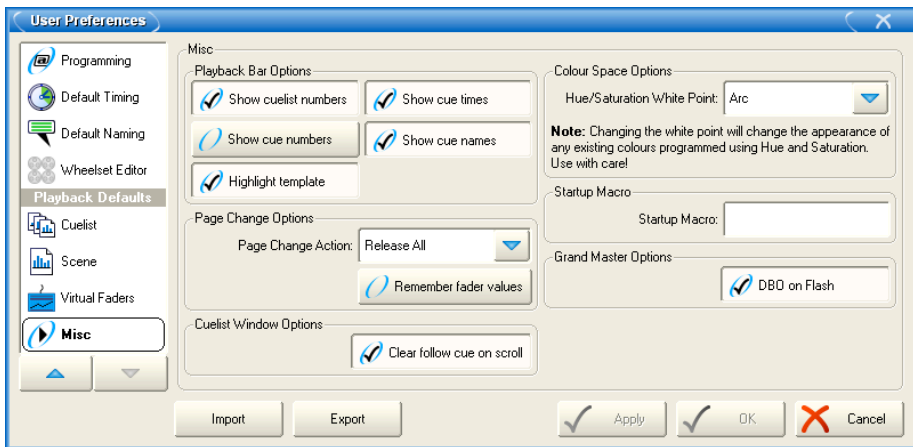 User Preferences
Programming
Default Timing
Default Naming
Wheelset Editor
Playback Defaults
Cuelist
Scene
Virtual Faders
Misc
Misc
Playback Bar Options
Show cuelist numbers
Show cue times
Show cue numbers
Show cue names
Highlight template
Page Change Options
Page Change Action: Release All
Remember fader values
Cuelist Window Options
Clear follow cue on scroll
Colour Space Options
Hue/Saturation White Point: Arc
Note: Changing the white point will change the appearance of
any existing colours programmed using Hue and Saturation.
Use with care!
Startup Macro
Startup Macro:
Grand Master Options
DBO on Flash
Import
Export
Apply
OK
Cancel